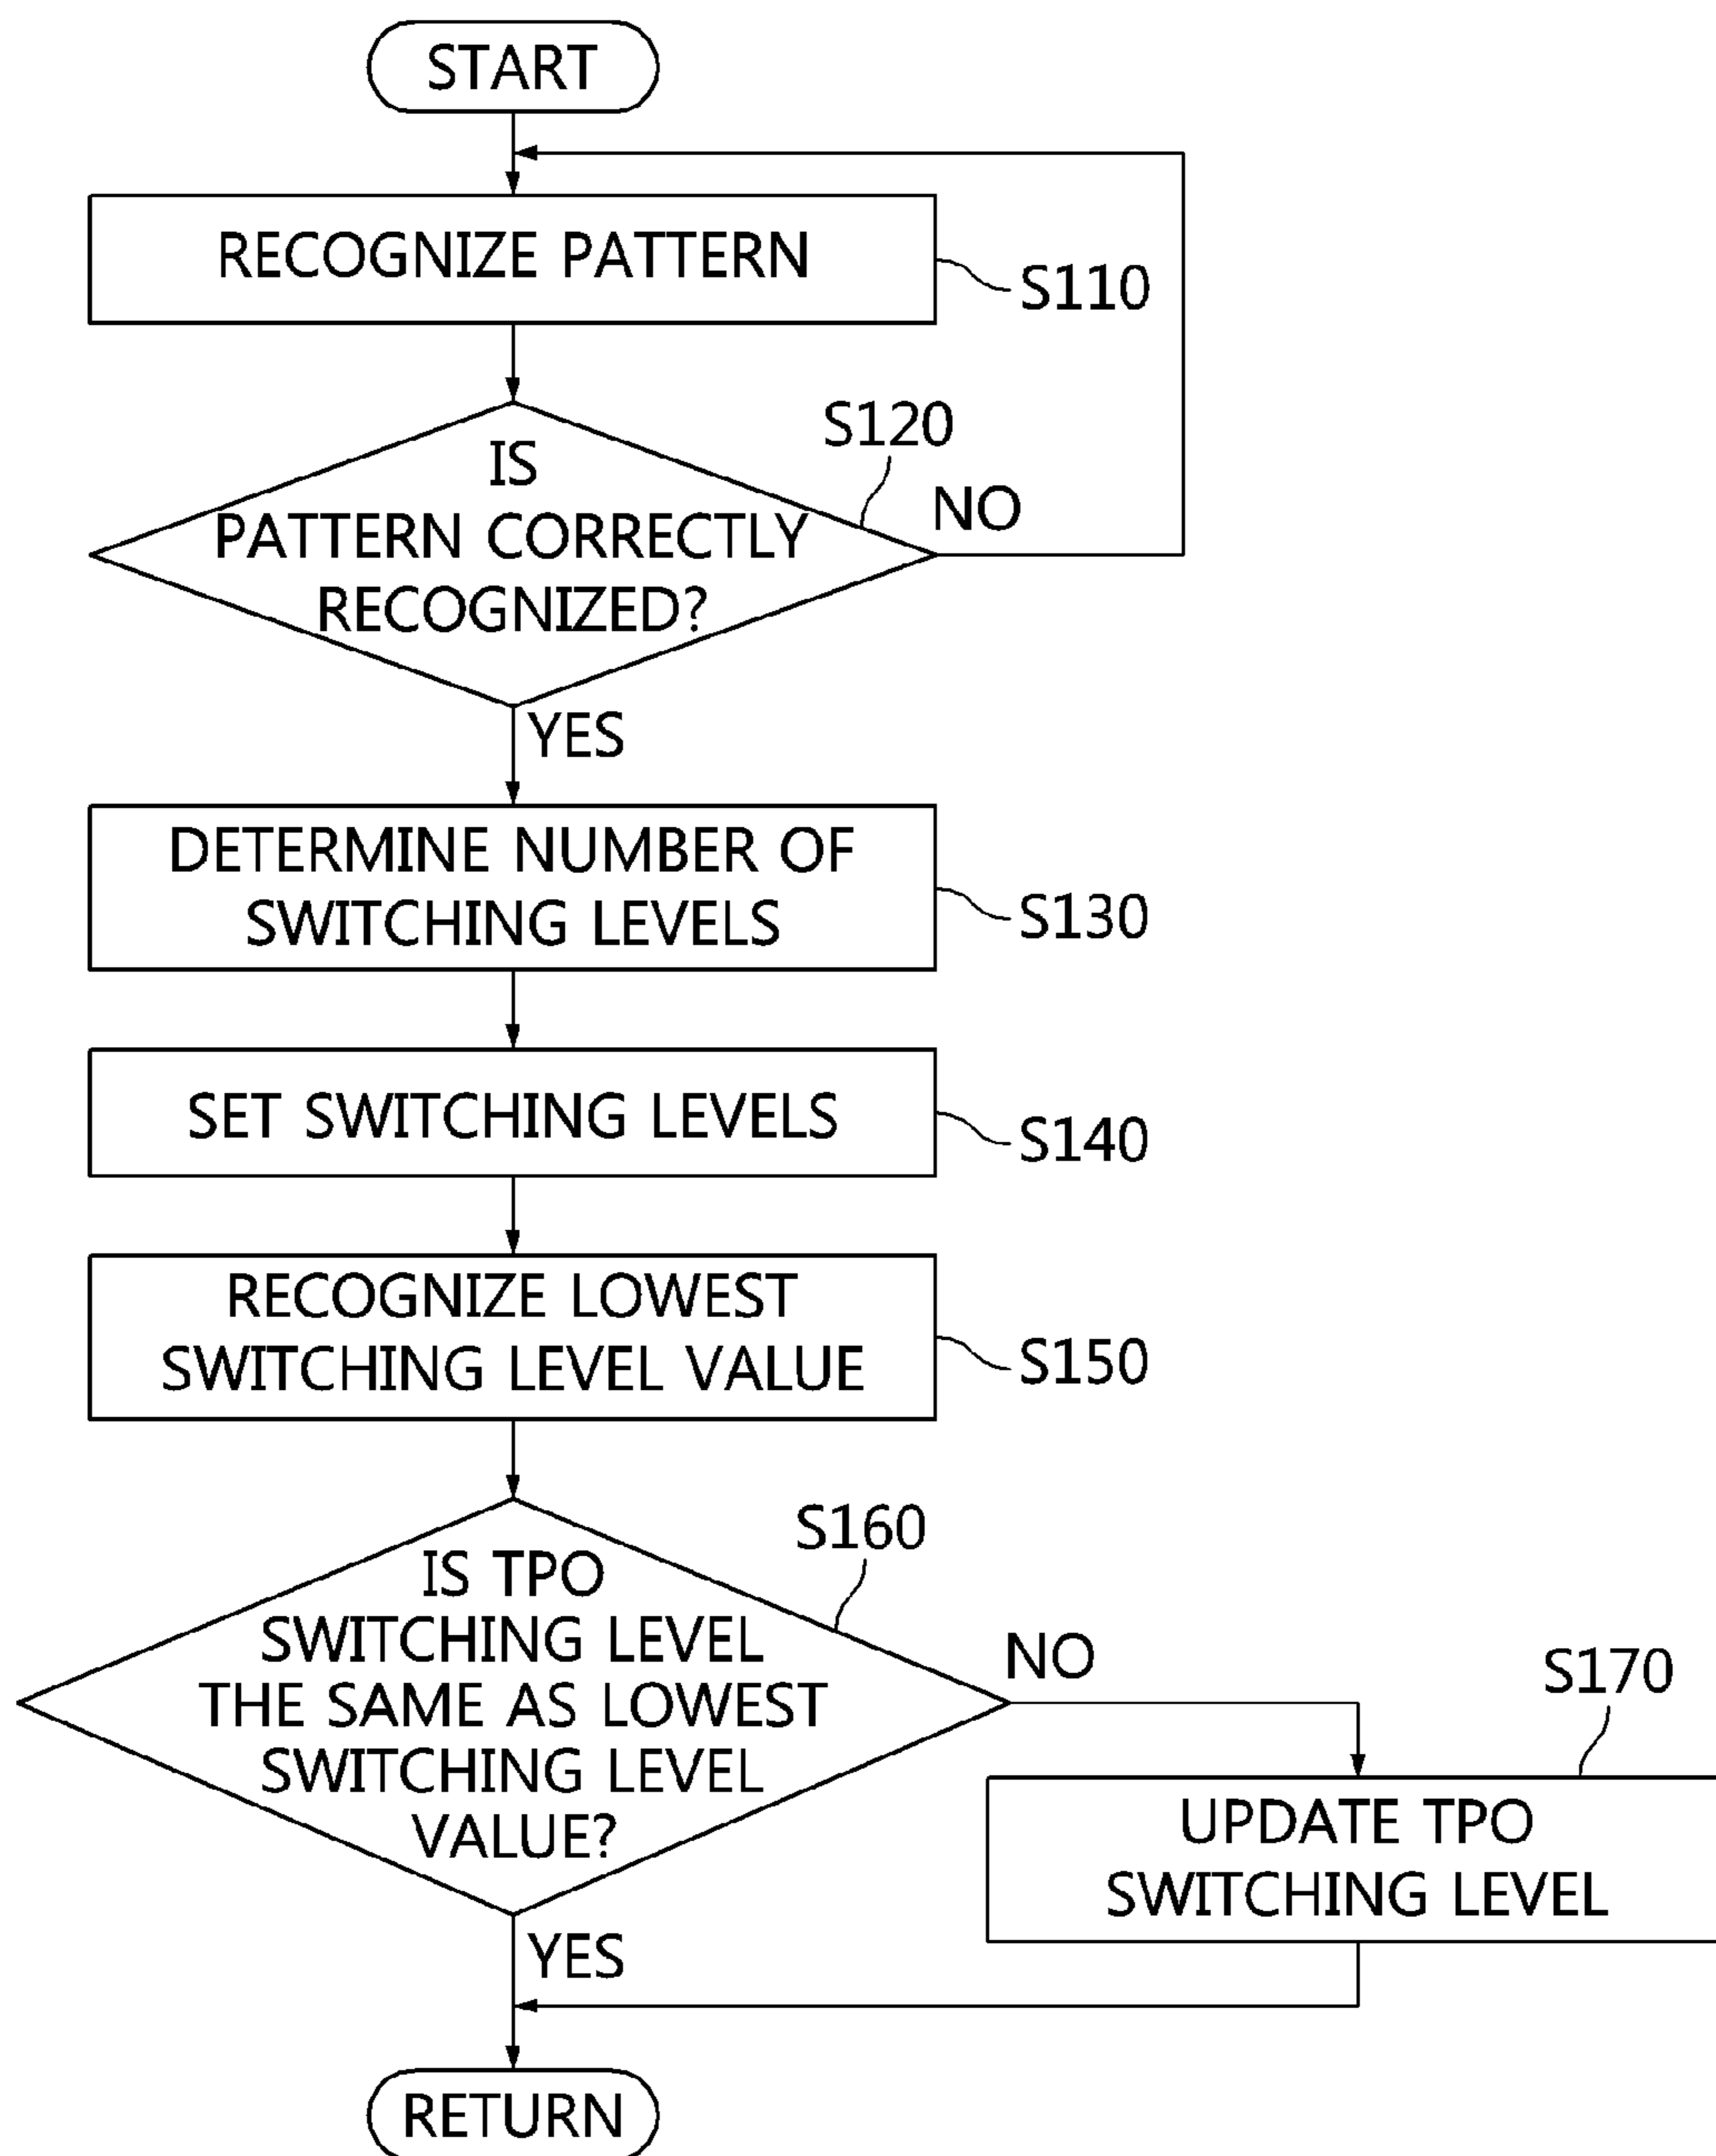 START
RECOGNIZE PATTERN
S110
S120
IS
PATTERN CORRECTLY
RECOGNIZED?
NO
YES
DETERMINE NUMBER OF
SWITCHING LEVELS
S130
SET SWITCHING LEVELS
S140
RECOGNIZE LOWEST
SWITCHING LEVEL VALUE
S150
S160
IS TPO
SWITCHING LEVEL
THE SAME AS LOWEST
SWITCHING LEVEL
VALUE?
NO
S170
UPDATE TPO
SWITCHING LEVEL
YES
RETURN